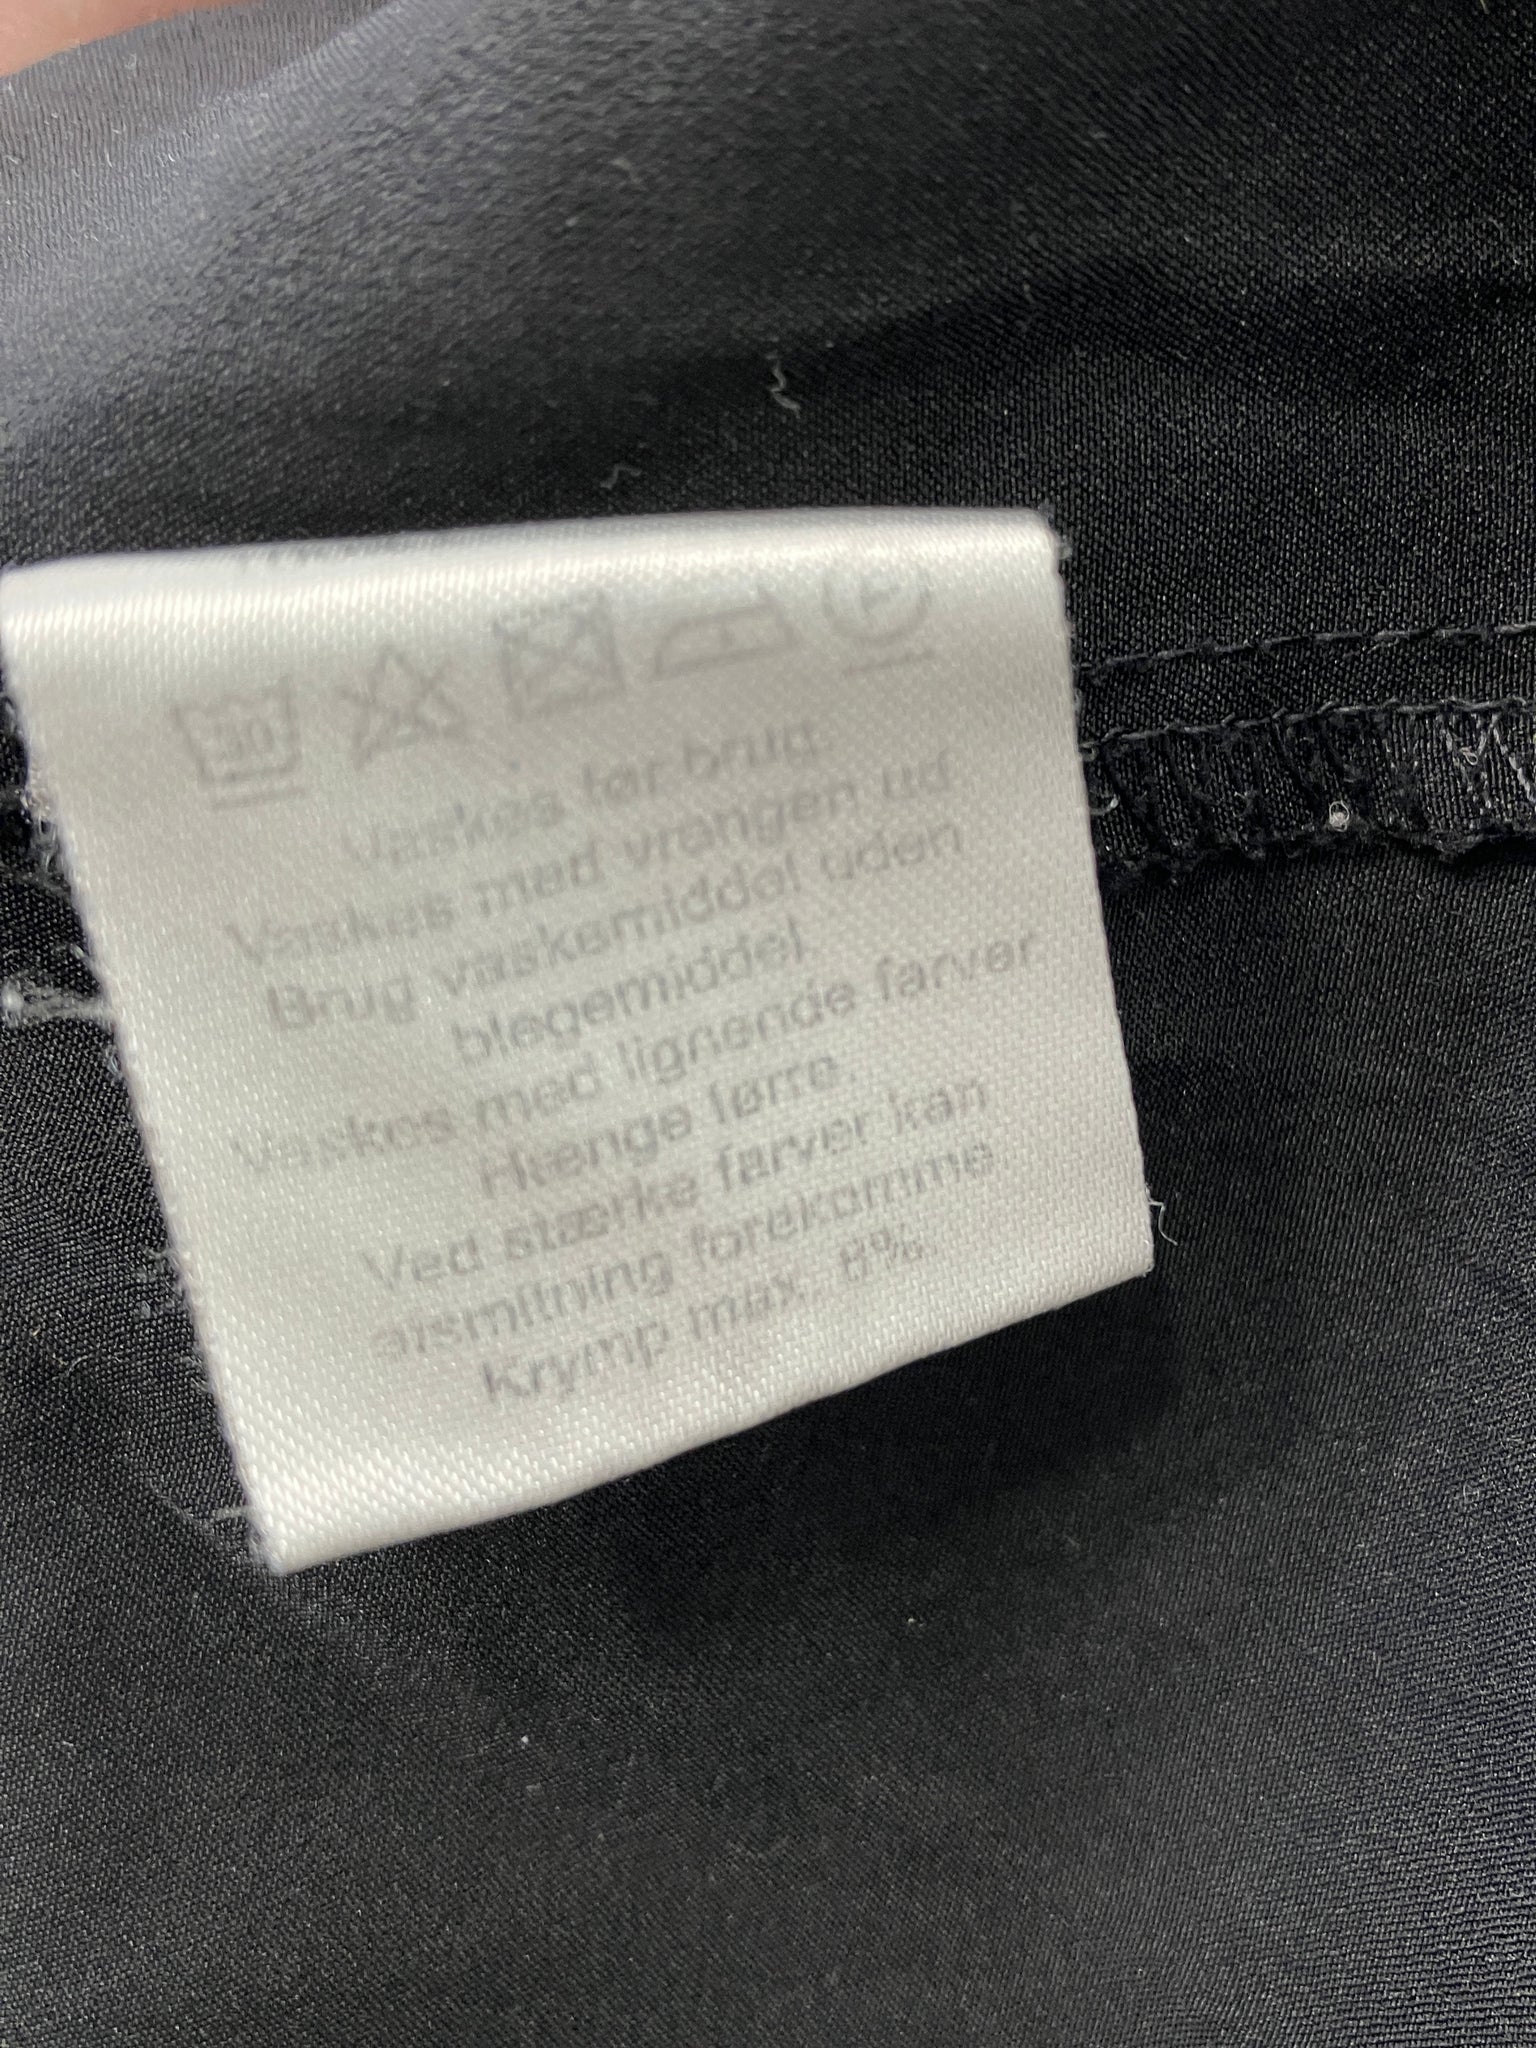 30 P
Vaskes før brug
Vaskes med vrangen ud
Brug vaskemiddel uden
blegemiddel
Vaskes med lignende farver
Hænge tørre.
Ved stærke farver kan
afsmitning forekomme
Krymp max